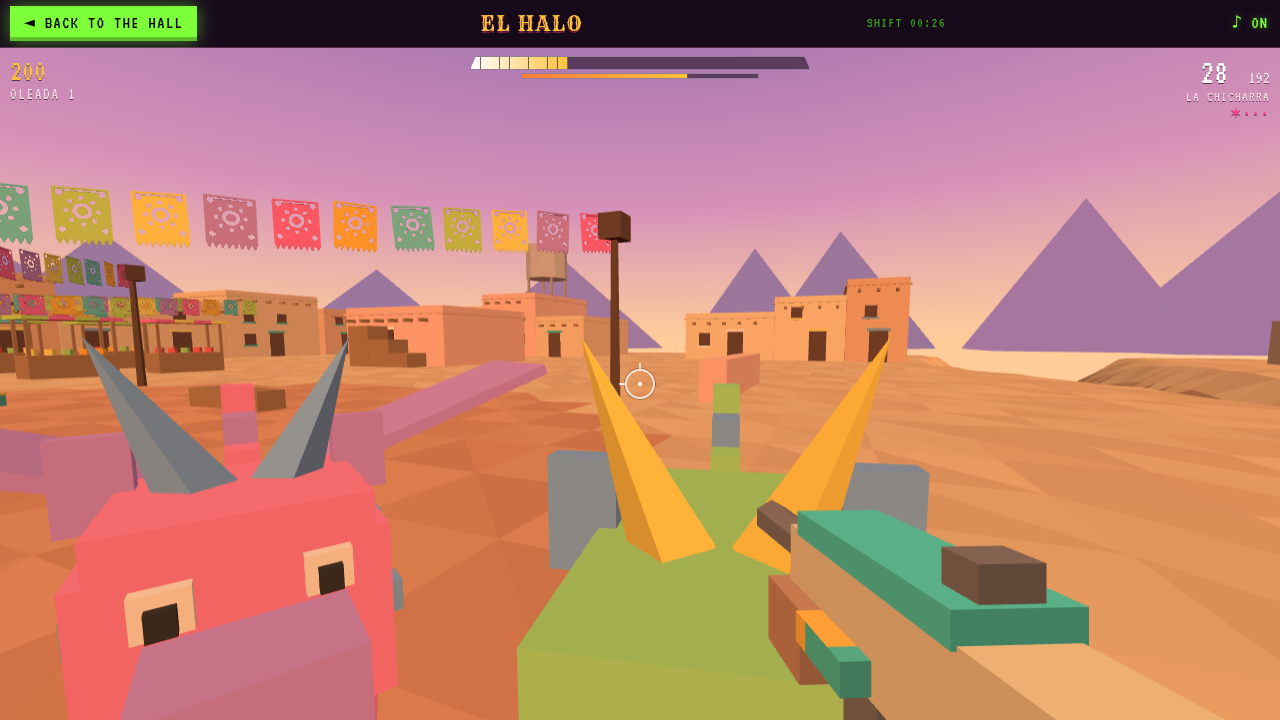 ◄ BACK TO THE HALL
EL HALO
SHIFT 00:26
♪ ON
200
OLEADA 1
28 192
LA CHICHARRA